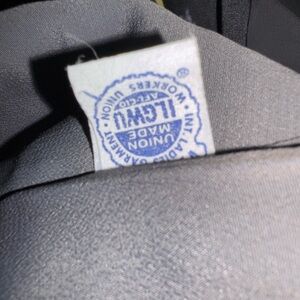 INT. LADIES GARMENT WORKERS UNION
AFL-CIO
ILGWU
UNION
MADE
®